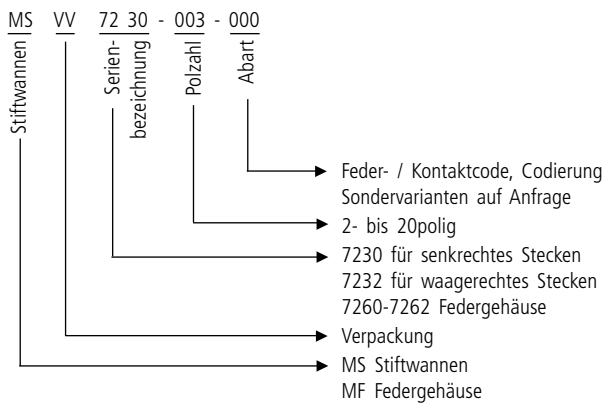 MS VV 72 30 - 003 - 000
Stiftwannen
Serien-
bezeichnung
Polzahl
Abart
Feder- / Kontaktcode, Codierung
Sondervarianten auf Anfrage
2- bis 20polig
7230 für senkrechtes Stecken
7232 für waagerechtes Stecken
7260-7262 Federgehäuse
Verpackung
MS Stiftwannen
MF Federgehäuse